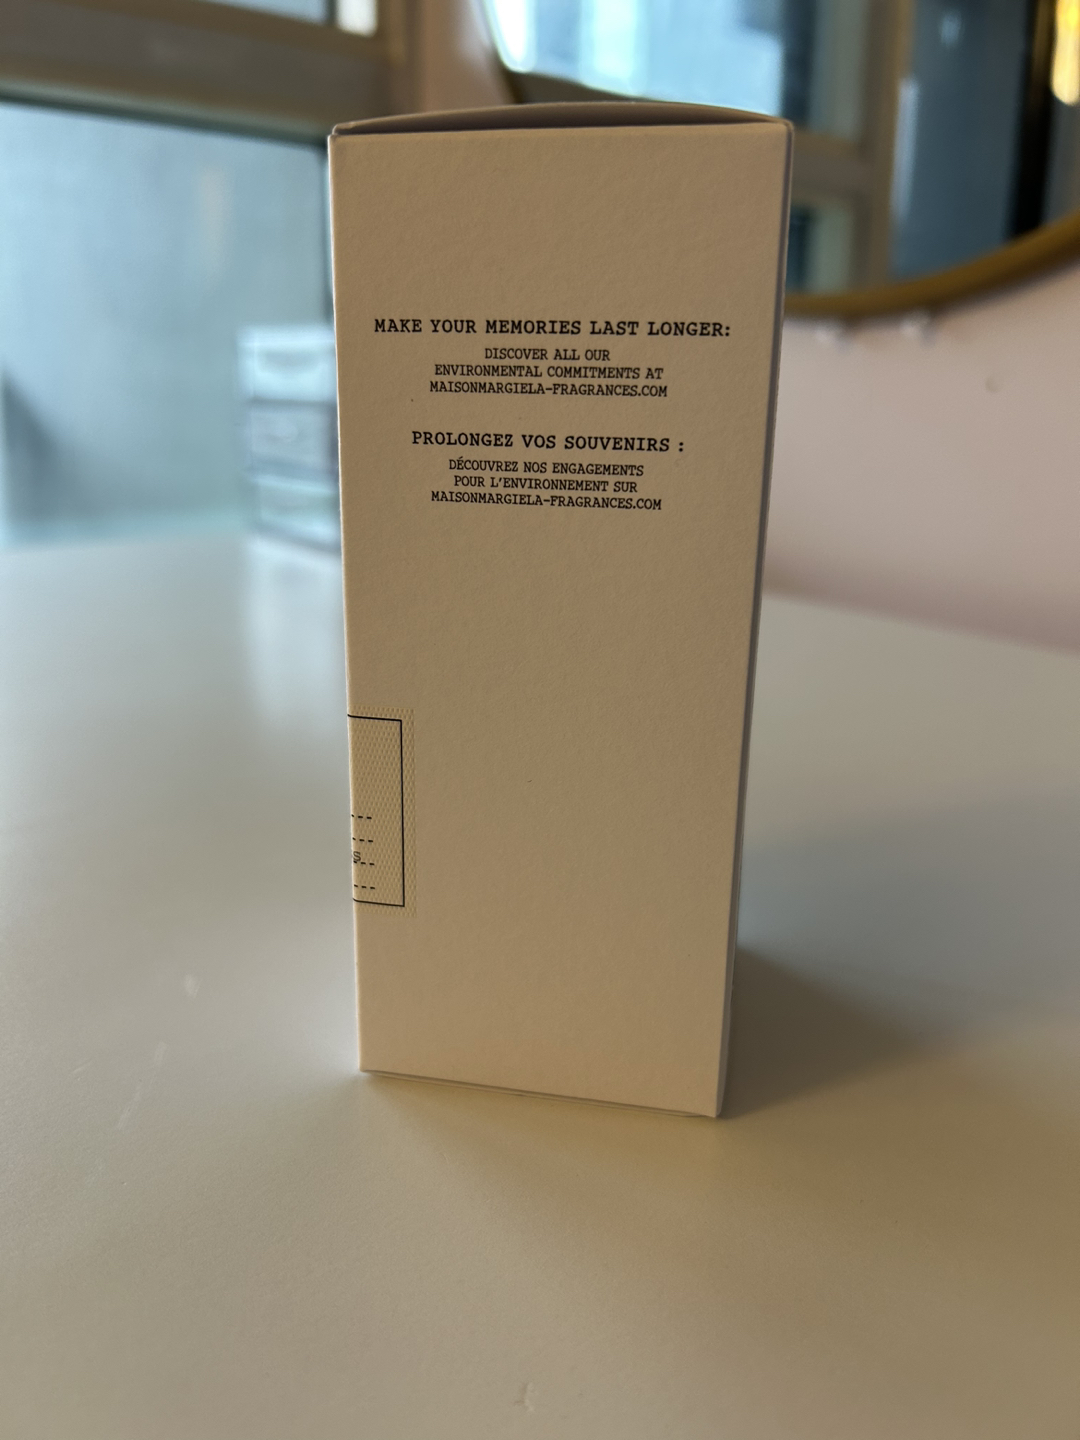 MAKE YOUR MEMORIES LAST LONGER:
DISCOVER ALL OUR
ENVIRONMENTAL COMMITMENTS AT
MAISONMARGIELA-FRAGRANCES.COM
PROLONGEZ VOS SOUVENIRS :
DÉCOUVREZ NOS ENGAGEMENTS
POUR L'ENVIRONNEMENT SUR
MAISONMARGIELA-FRAGRANCES.COM